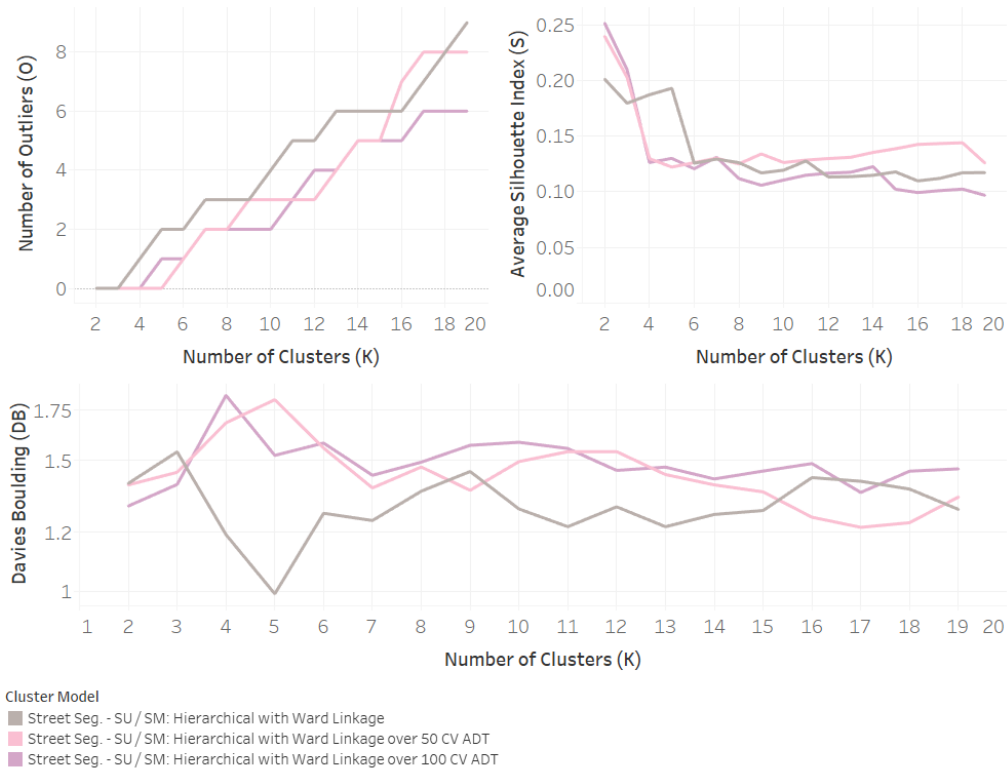 Number of Outliers (O)
8
6
4
2
0
2 4 6 8 10 12 14 16 18 20
Number of Clusters (K)
Average Silhouette Index (S)
0.25
0.20
0.15
0.10
0.05
0.00
2 4 6 8 10 12 14 16 18 20
Number of Clusters (K)
Davies Boulding (DB)
1.75
1.5
1.2
1
1 2 3 4 5 6 7 8 9 10 11 12 13 14 15 16 17 18 19 20
Number of Clusters (K)
Cluster Model
Street Seg. - SU / SM: Hierarchical with Ward Linkage
Street Seg. - SU / SM: Hierarchical with Ward Linkage over 50 CV ADT
Street Seg. - SU / SM: Hierarchical with Ward Linkage over 100 CV ADT